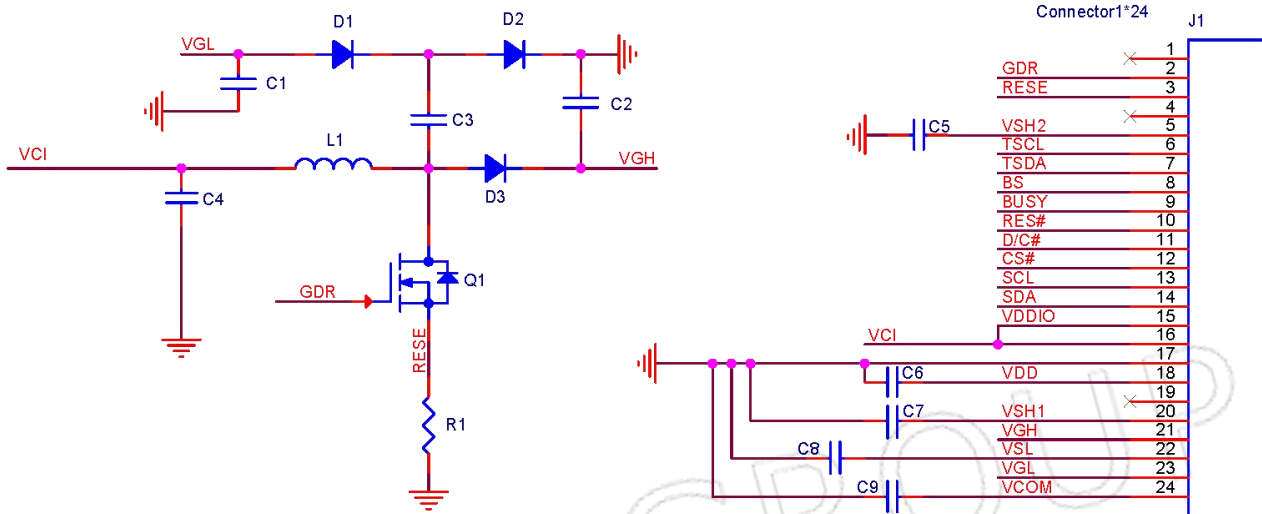 Connector1*24
J1
D1
D2
VGL
C1
C2
C3
VCI
L1
VGH
D3
C4
GDR
Q1
RESE
R1
1
GDR 2
RESE 3
4
C5 VSH2 5
TSCL 6
TSDA 7
BS 8
BUSY 9
RES# 10
D/C# 11
CS# 12
SCL 13
SDA 14
VDDIO 15
VCI 16
17
C6 VDD 18
19
C7 VSH1 20
VGH 21
C8 VSL 22
VGL 23
C9 VCOM 24
GROUP